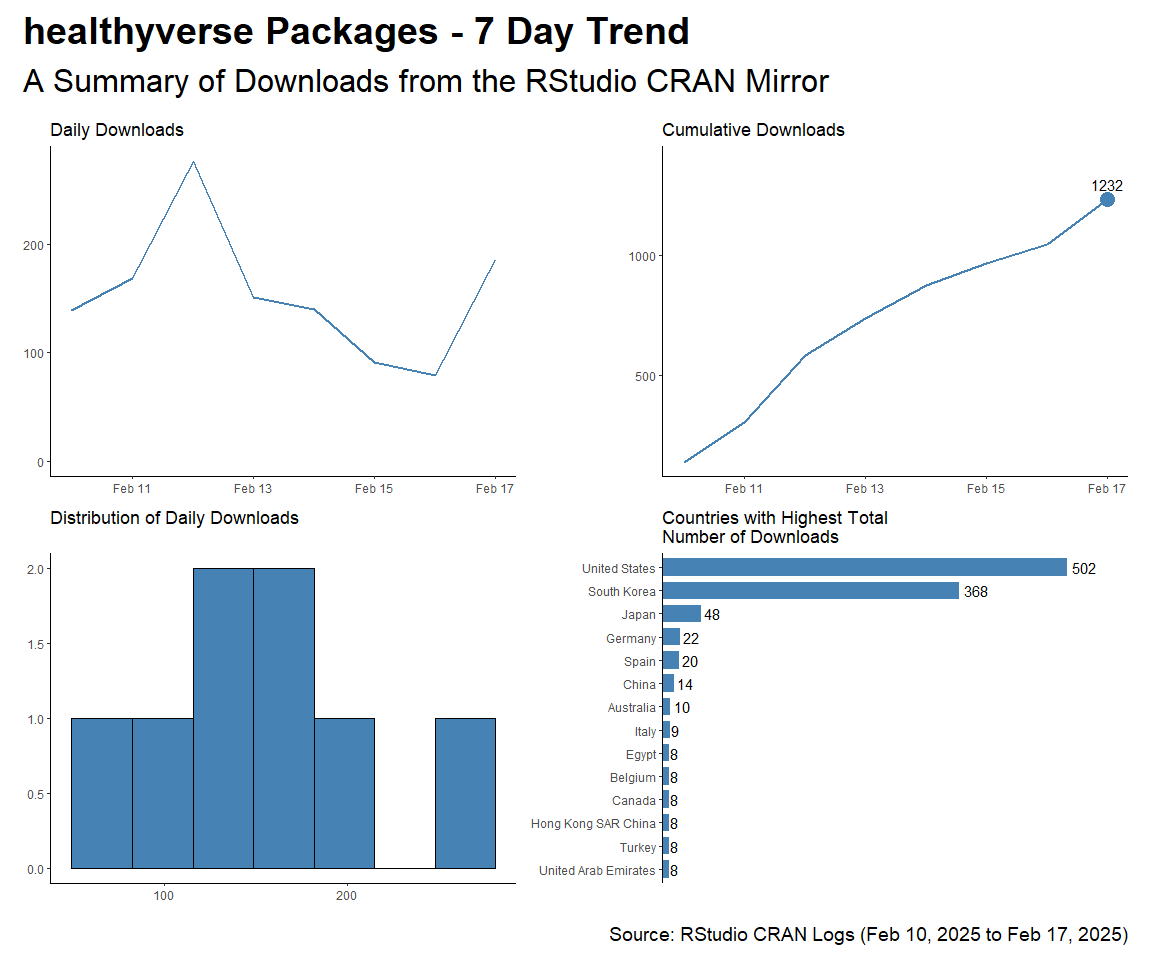 healthyverse Packages - 7 Day Trend
A Summary of Downloads from the RStudio CRAN Mirror
Daily Downloads
200
100
0
Feb 11 Feb 13 Feb 15 Feb 17
Cumulative Downloads
1232
1000
500
Feb 11 Feb 13 Feb 15 Feb 17
Distribution of Daily Downloads
2.0
1.5
1.0
0.5
0.0
100 200
Countries with Highest Total
Number of Downloads
United States 502
South Korea 368
Japan 48
Germany 22
Spain 20
China 14
Australia 10
Italy 9
Egypt 8
Belgium 8
Canada 8
Hong Kong SAR China 8
Turkey 8
United Arab Emirates 8
Source: RStudio CRAN Logs (Feb 10, 2025 to Feb 17, 2025)